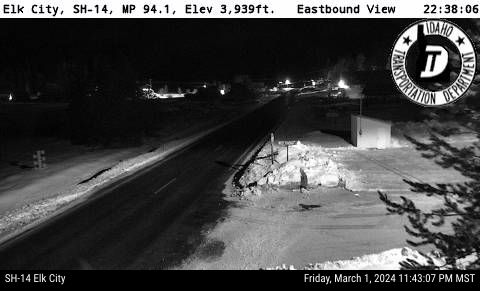 Elk City, SH-14, MP 94.1, Elev 3,939ft. Eastbound View 22:38:06
IDAHO
TRANSPORTATION DEPARTMENT
SH-14 Elk City Friday, March 1, 2024 11:43:07 PM MST